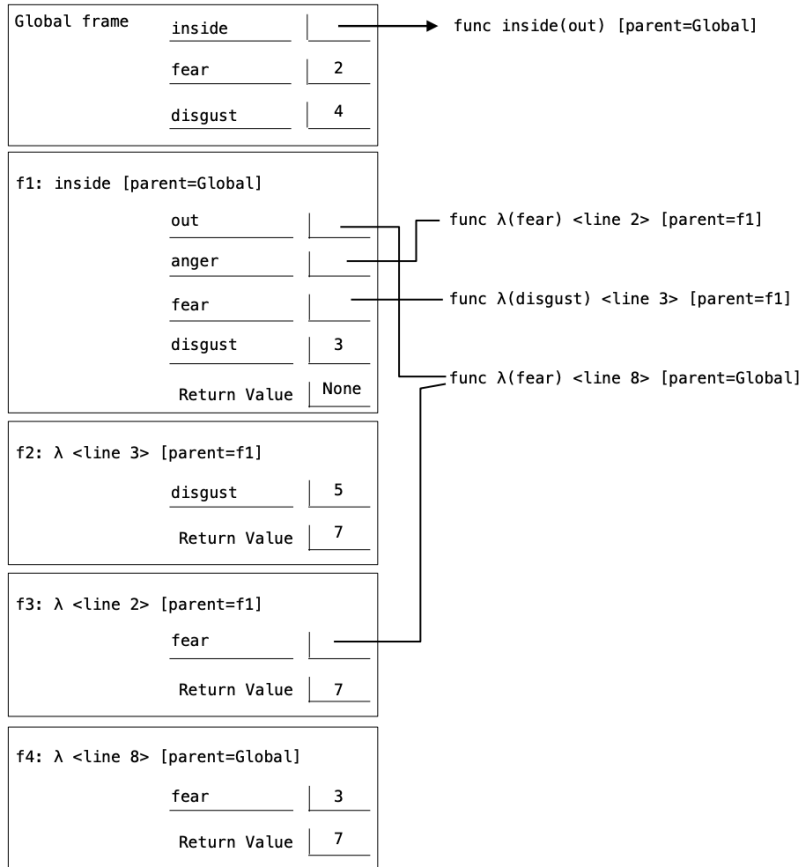 Global frame
inside
func inside(out) [parent=Global]
fear 2
disgust 4
f1: inside [parent=Global]
out
func λ(fear) <line 2> [parent=f1]
anger
fear
func λ(disgust) <line 3> [parent=f1]
disgust 3
func λ(fear) <line 8> [parent=Global]
Return Value None
f2: λ <line 3> [parent=f1]
disgust 5
Return Value 7
f3: λ <line 2> [parent=f1]
fear
Return Value 7
f4: λ <line 8> [parent=Global]
fear 3
Return Value 7